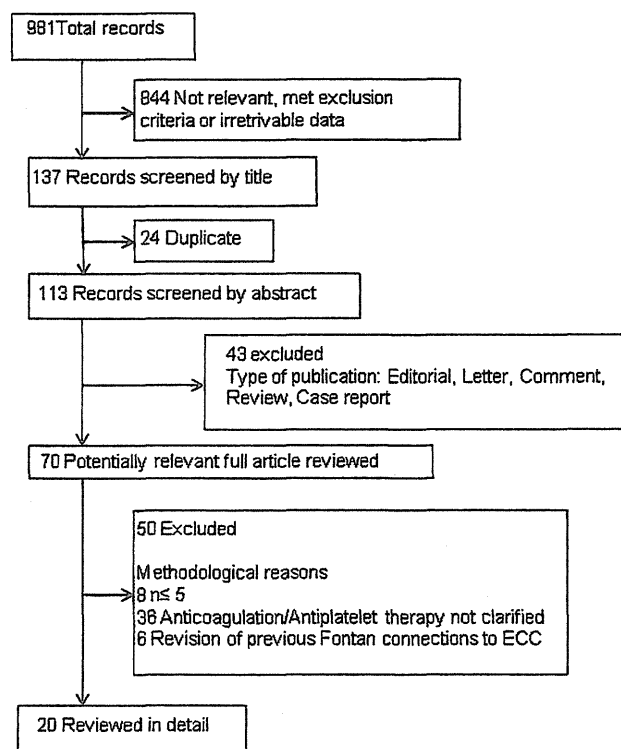 981Total records
844 Not relevant, met exclusion
criteria or irretrivable data
137 Records screened by title
24 Duplicate
113 Records screened by abstract
43 excluded
Type of publication: Editorial, Letter, Comment,
Review, Case report
70 Potentially relevant full article reviewed
50 Excluded
Methodological reasons
8 n≤ 5
36 Anticoagulation/Antiplatelet therapy not clarified
6 Revision of previous Fontan connections to ECC
20 Reviewed in detail